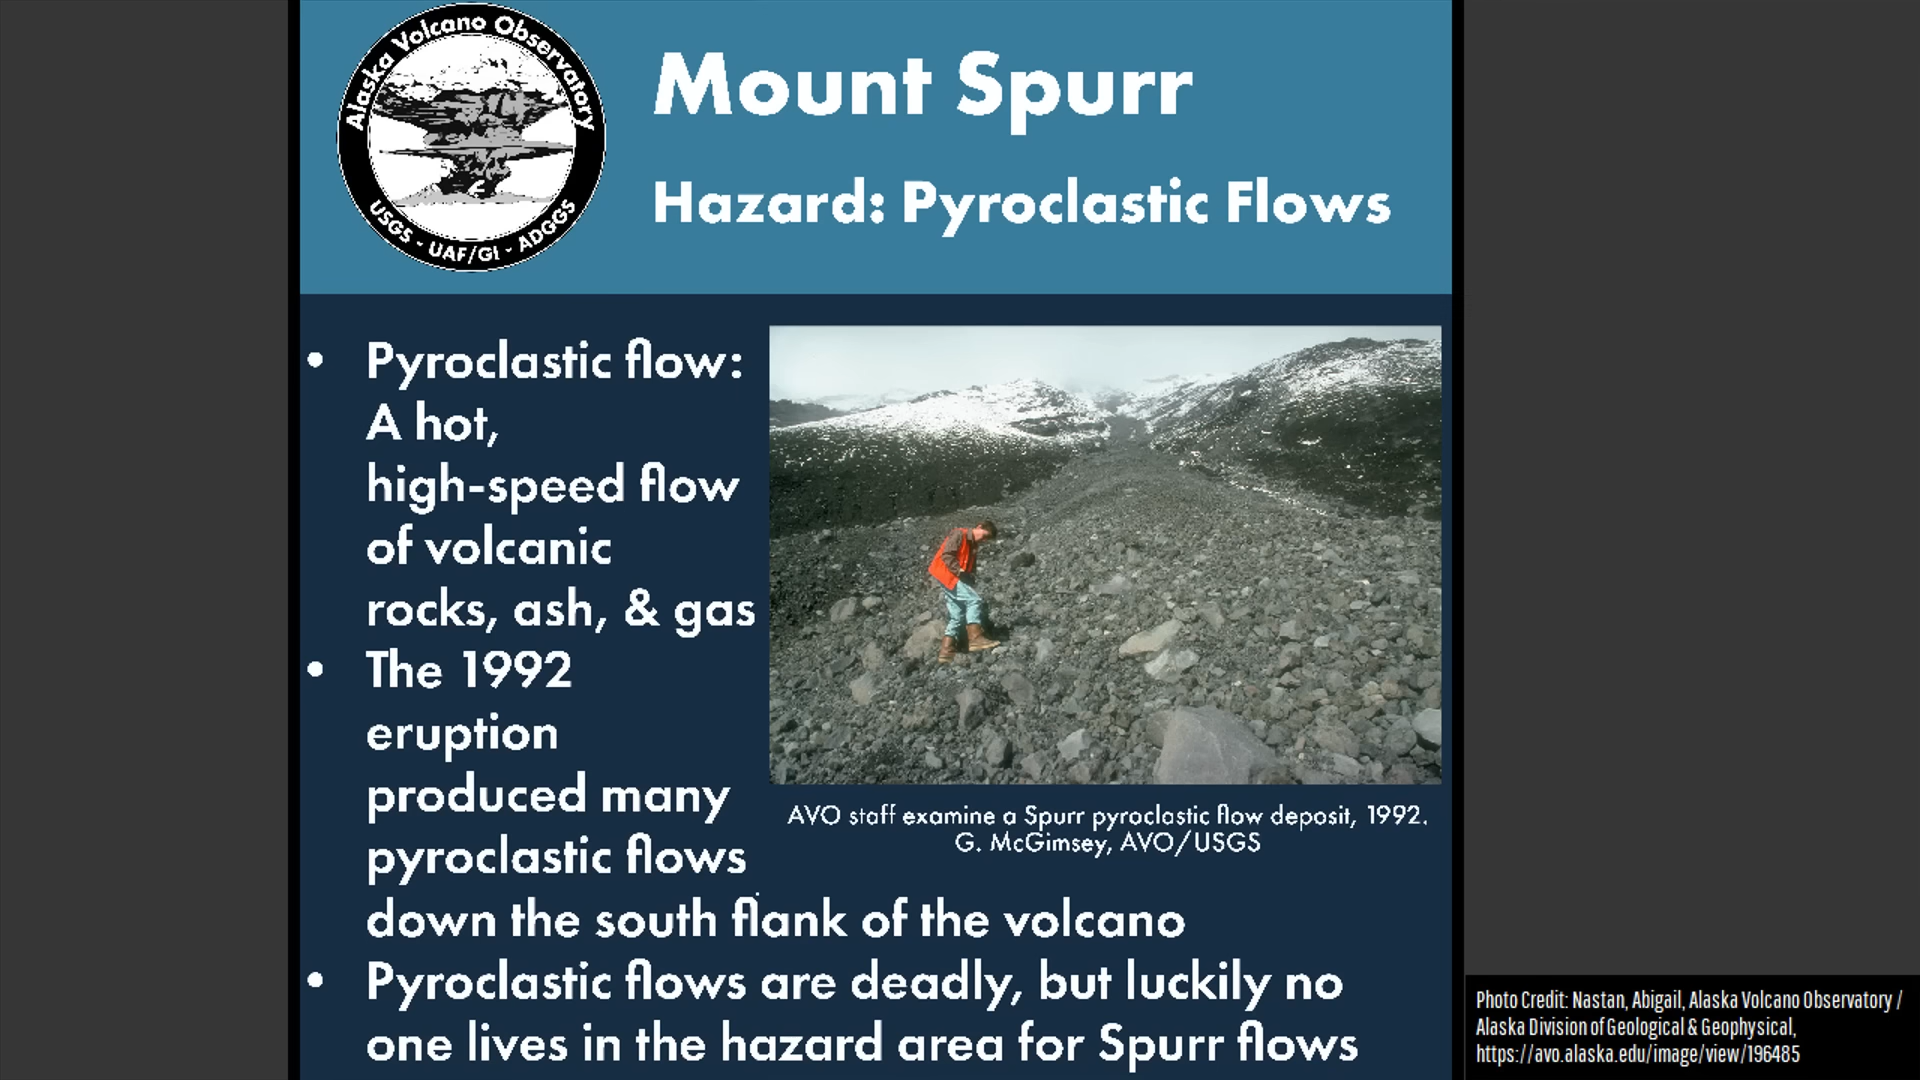 Alaska Volcano Observatory
USGS - UAF/GI - ADGGS
Mount Spurr
Hazard: Pyroclastic Flows
• Pyroclastic flow:
A hot,
high-speed flow
of volcanic
rocks, ash, & gas
• The 1992
eruption
produced many
pyroclastic flows
down the south flank of the volcano
• Pyroclastic flows are deadly, but luckily no
one lives in the hazard area for Spurr flows
AVO staff examine a Spurr pyroclastic flow deposit, 1992.
G. McGimsey, AVO/USGS
Photo Credit: Nastan, Abigail, Alaska Volcano Observatory /
Alaska Division of Geological & Geophysical,
https://avo.alaska.edu/image/view/196485